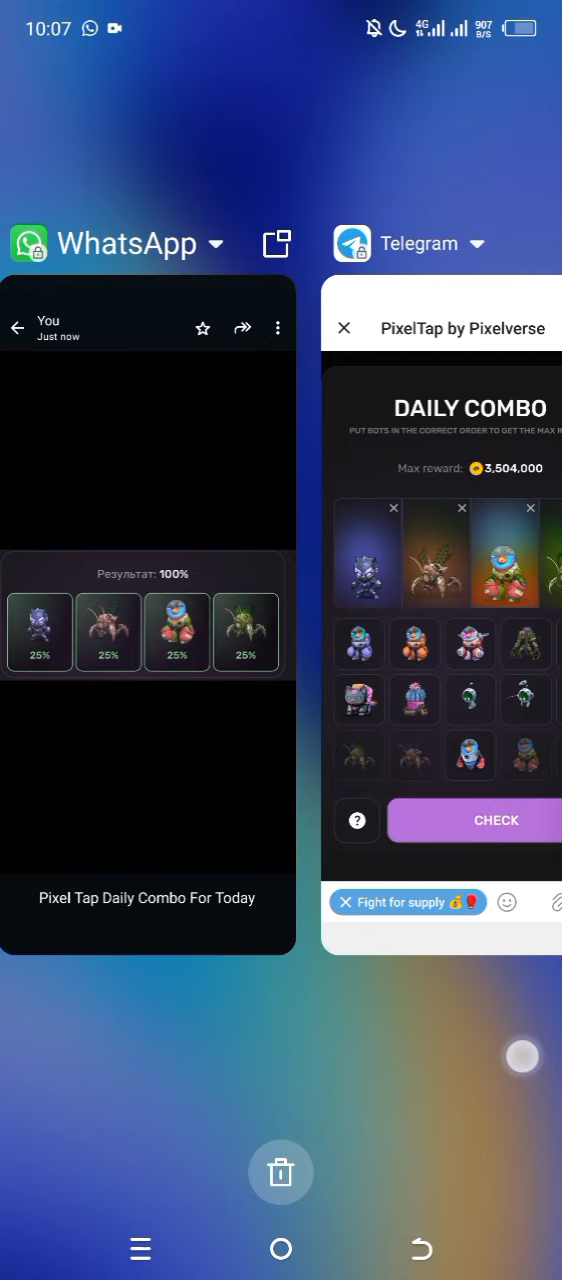 10:07
4G
907 B/S
WhatsApp
Telegram
You
Just now
Результат: 100%
25% 25% 25% 25%
Pixel Tap Daily Combo For Today
PixelTap by Pixelverse
DAILY COMBO
PUT BOTS IN THE CORRECT ORDER TO GET THE MAX R
Max reward: 3,504,000
?
CHECK
Fight for supply 💰🥊